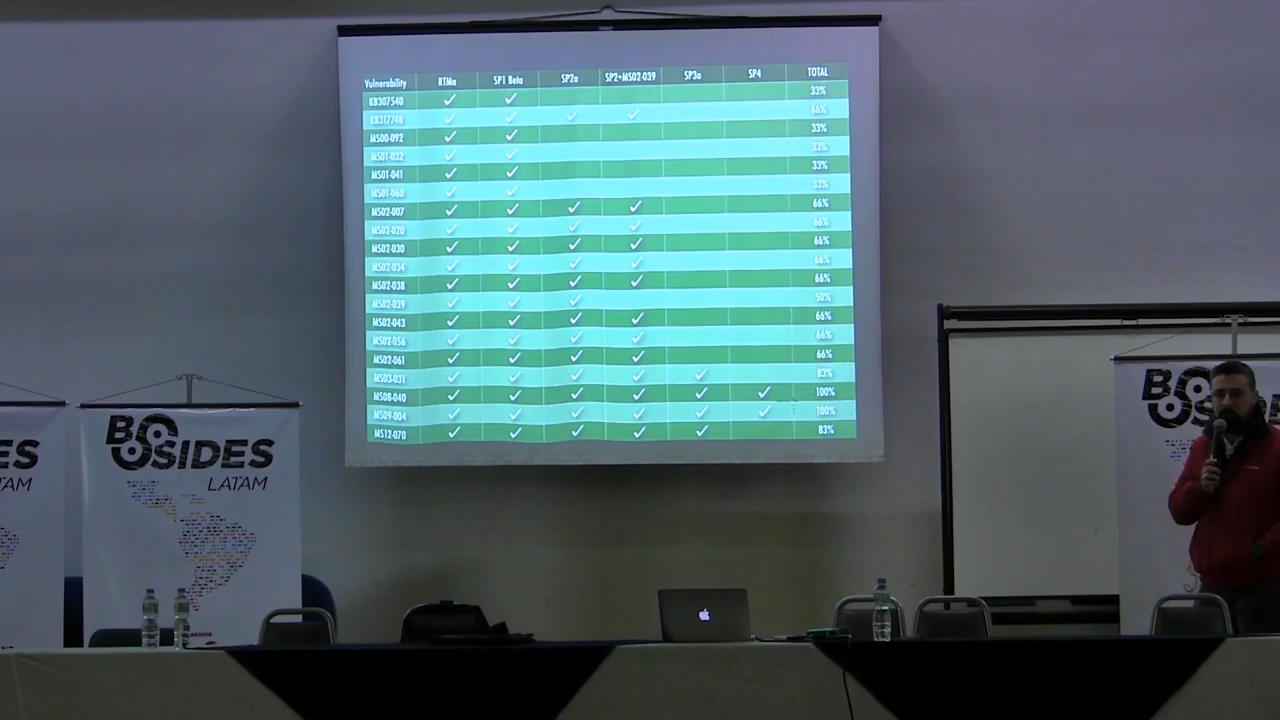 Vulnerability RTMa SP1 Beta SP2a SP2+MS02-039 SP3a SP4 TOTAL
KB307540 ✓ ✓ 33%
KB317748 ✓ ✓ ✓ ✓ 66%
MS00-092 ✓ ✓ 33%
MS01-032 ✓ ✓ 33%
MS01-041 ✓ ✓ 33%
MS01-060 ✓ ✓ 33%
MS02-007 ✓ ✓ ✓ ✓ 66%
MS02-020 ✓ ✓ ✓ ✓ 66%
MS02-030 ✓ ✓ ✓ ✓ 66%
MS02-034 ✓ ✓ ✓ ✓ 66%
MS02-038 ✓ ✓ ✓ ✓ 66%
MS02-039 ✓ ✓ ✓ 50%
MS02-043 ✓ ✓ ✓ ✓ 66%
MS02-056 ✓ ✓ ✓ ✓ 66%
MS02-061 ✓ ✓ ✓ ✓ 66%
MS03-031 ✓ ✓ ✓ ✓ ✓ 83%
MS08-040 ✓ ✓ ✓ ✓ ✓ ✓ 100%
MS09-004 ✓ ✓ ✓ ✓ ✓ ✓ 100%
MS12-070 ✓ ✓ ✓ ✓ ✓ 83%
BSIDES
LATAM
ES
TAM